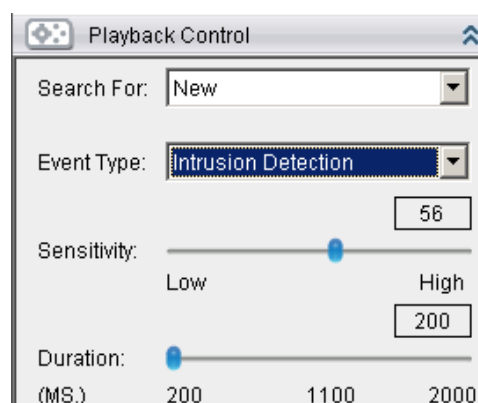 Playback Control
Search For: New
Event Type: Intrusion Detection
56
Sensitivity:
Low High
200
Duration:
(MS.) 200 1100 2000